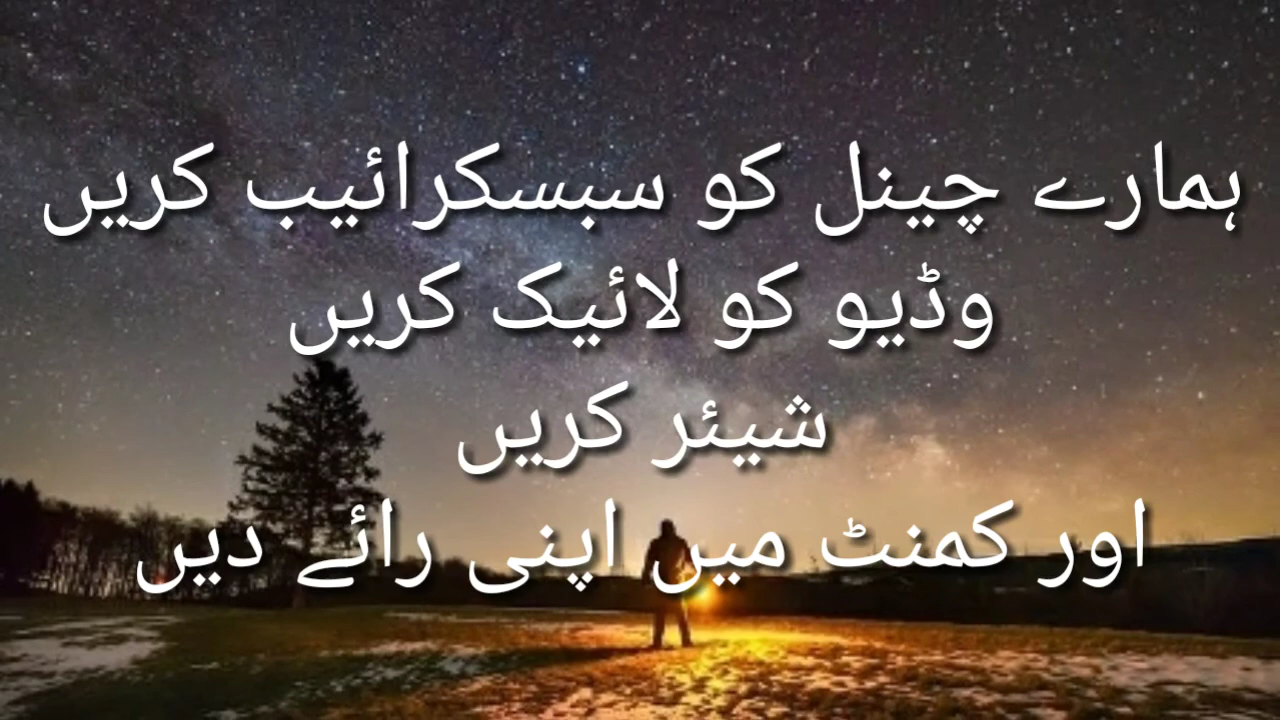 ہمارے چینل کو سبسکرائیب کریں
وڈیو کو لائیک کریں
شیئر کریں
اور کمنٹ میں اپنی رائے دیں